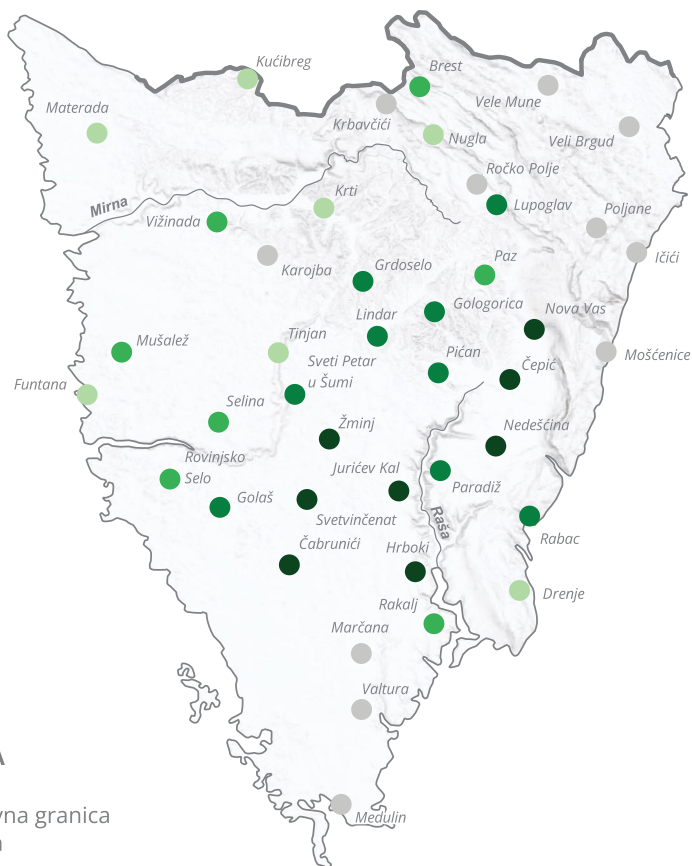 Kućibreg
Brest
Materada
Vele Mune
Krbavčići
Nugla
Veli Brgud
Ročko Polje
Krti
Mirna
Lupoglav
Poljane
Vižinada
Ičići
Karojba
Grdoselo
Paz
Gologorica
Nova Vas
Lindar
Mušalež
Tinjan
Pićan
Mošćenice
Sveti Petar
u Šumi
Čepić
Funtana
Selina
Žminj
Nedešćina
Rovinjsko
Selo
Jurićev Kal
Paradiž
Golaš
Svetvinčenat
Raša
Rabac
Čabrunići
Hrboki
Drenje
Rakalj
Marčana
Valtura
A
vna granica
Medulin